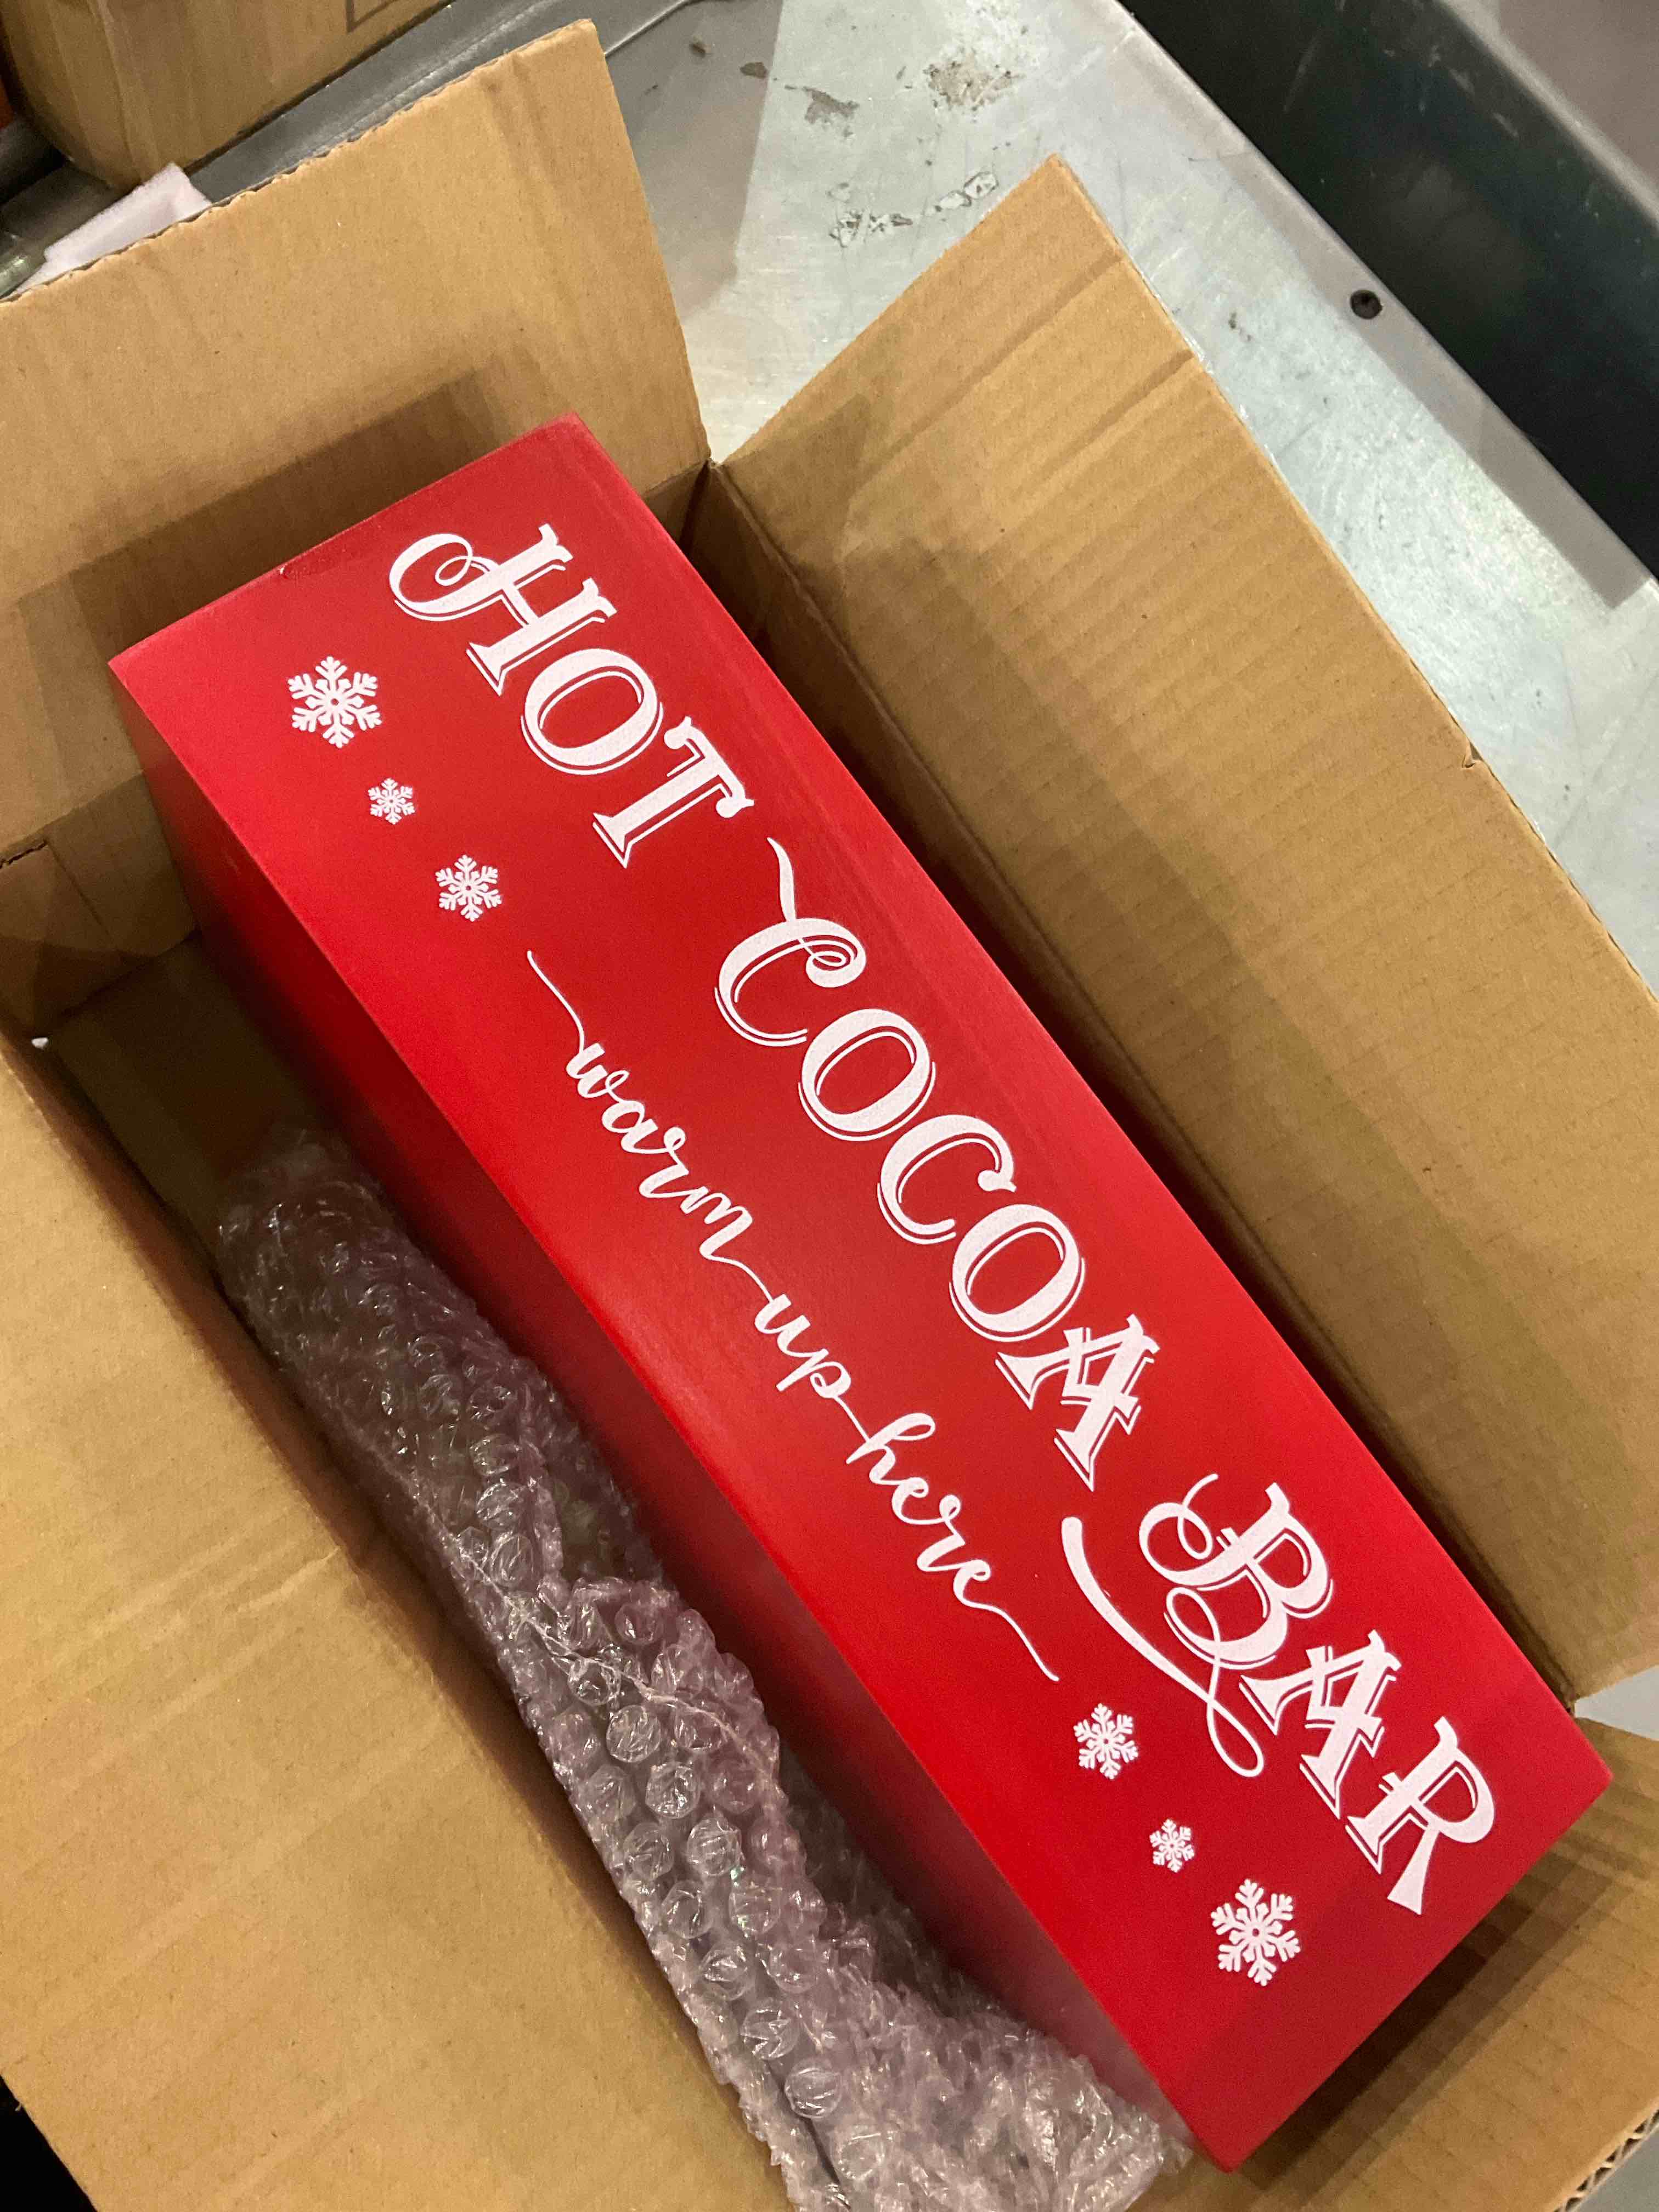 HOT COCOA BAR
warm up here